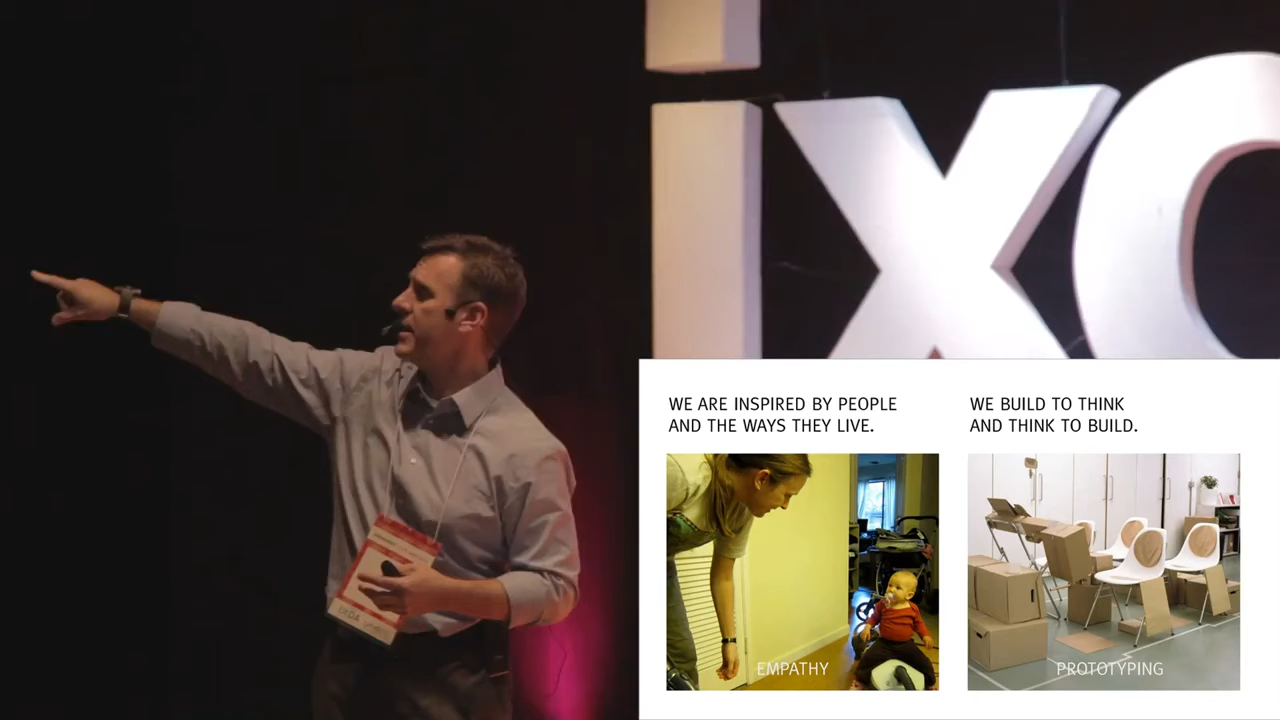 ixO
WE ARE INSPIRED BY PEOPLE
AND THE WAYS THEY LIVE.
WE BUILD TO THINK
AND THINK TO BUILD.
EMPATHY
PROTOTYPING